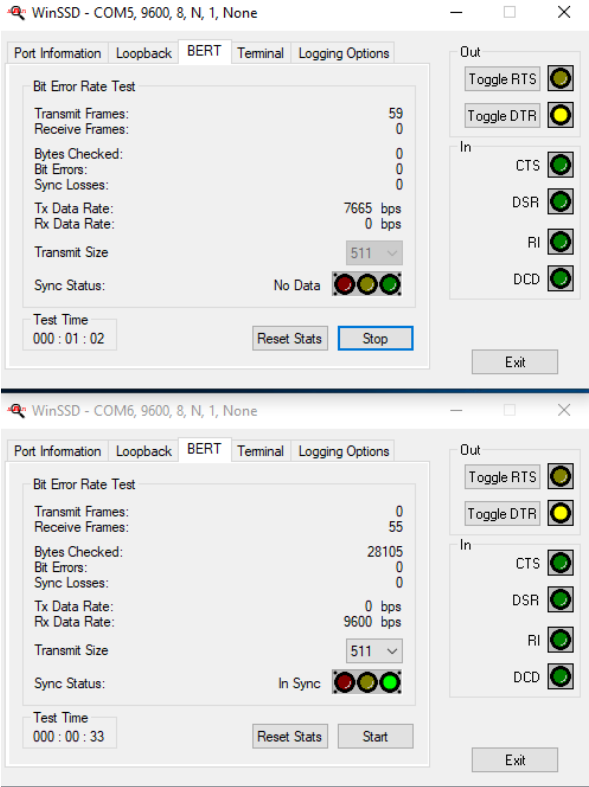 WinSSD - COM5, 9600, 8, N, 1, None
Port Information Loopback BERT Terminal Logging Options
Bit Error Rate Test
Transmit Frames: 59
Receive Frames: 0
Bytes Checked: 0
Bit Errors: 0
Sync Losses: 0
Tx Data Rate: 7665 bps
Rx Data Rate: 0 bps
Transmit Size 511
Sync Status: No Data
Test Time
000 : 01 : 02
Reset Stats Stop
Out
Toggle RTS
Toggle DTR
In
CTS
DSR
RI
DCD
Exit
WinSSD - COM6, 9600, 8, N, 1, None
Port Information Loopback BERT Terminal Logging Options
Bit Error Rate Test
Transmit Frames: 0
Receive Frames: 55
Bytes Checked: 28105
Bit Errors: 0
Sync Losses: 0
Tx Data Rate: 0 bps
Rx Data Rate: 9600 bps
Transmit Size 511
Sync Status: In Sync
Test Time
000 : 00 : 33
Reset Stats Start
Out
Toggle RTS
Toggle DTR
In
CTS
DSR
RI
DCD
Exit